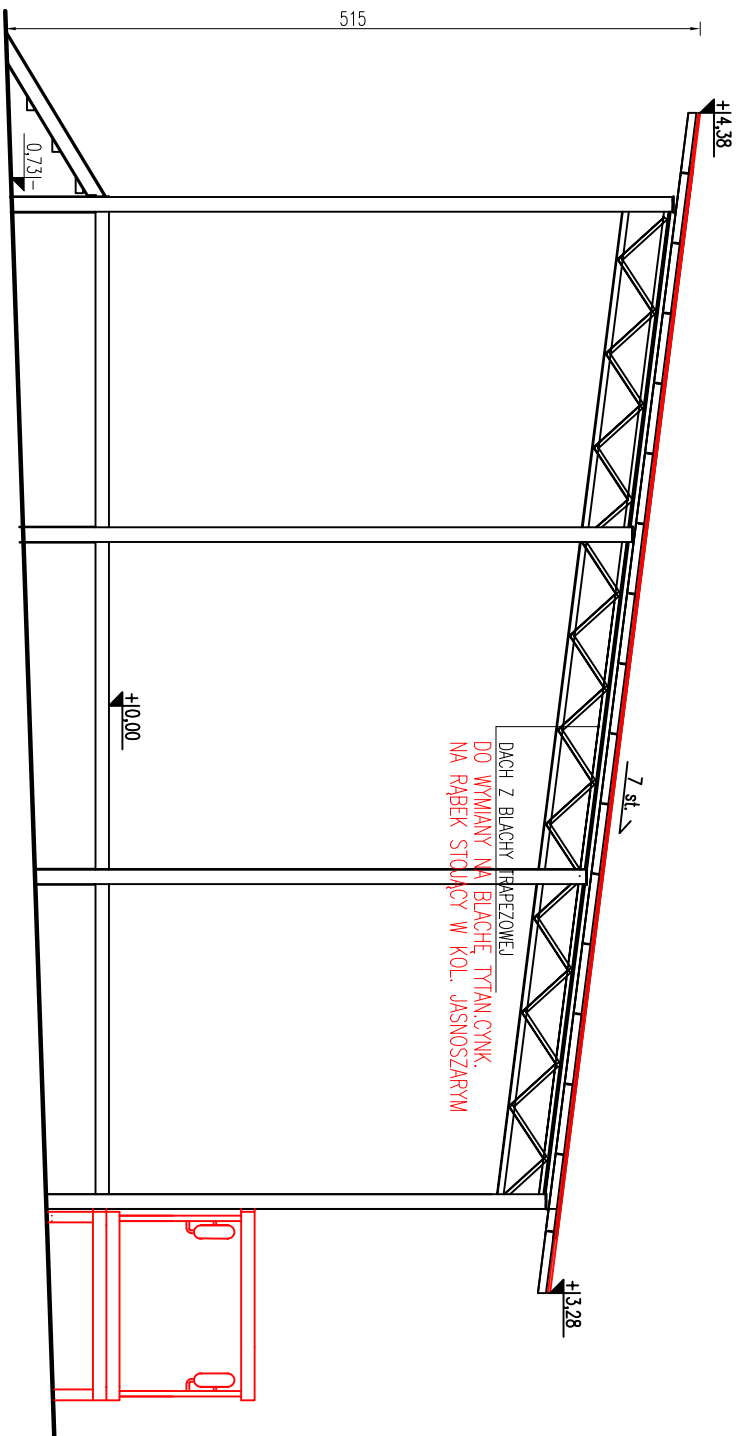 515
+4,38
0,73-
+0,00
7 st.
DACH Z BLACHY TRAPEZOWEJ
DO WYMIANY NA BLACHĘ TYTAN.CYNK.
NA RĄBEK STOJĄCY W KOL. JASNOSZARYM
+3,28